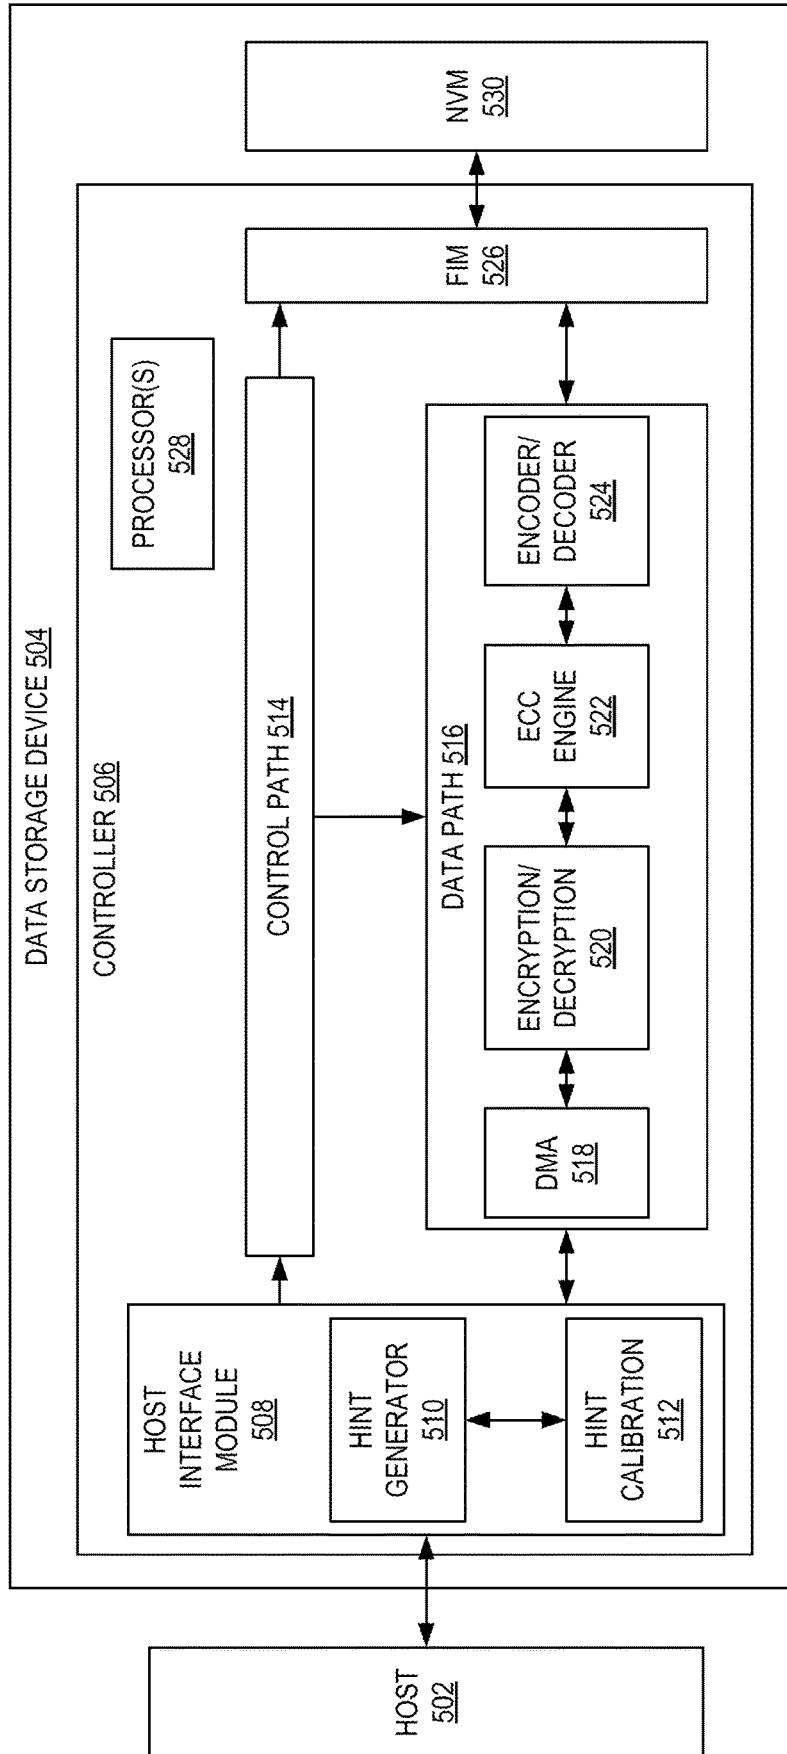 DATA STORAGE DEVICE 504
CONTROLLER 506
HOST
502
HOST
INTERFACE
MODULE
508
HINT
GENERATOR
510
HINT
CALIBRATION
512
CONTROL PATH 514
DATA PATH 516
DMA
518
ENCRYPTION/
DECRYPTION
520
ECC
ENGINE
522
ENCODER/
DECODER
524
PROCESSOR(S)
528
FIM
526
NVM
530